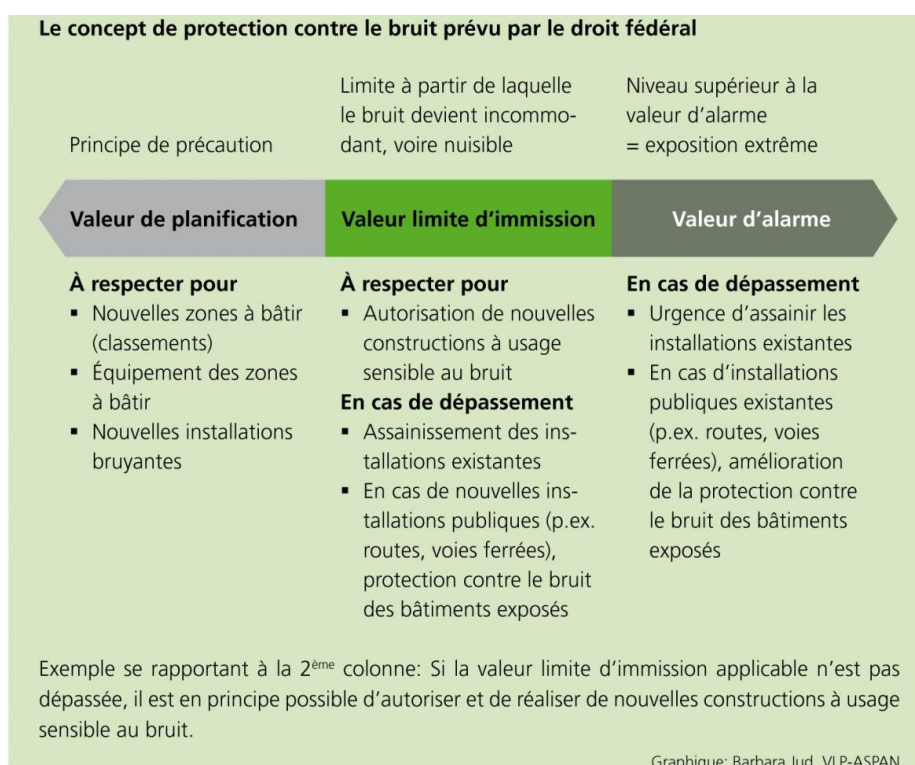 Le concept de protection contre le bruit prévu par le droit fédéral
Principe de précaution
Limite à partir de laquelle
le bruit devient incommo-
dant, voire nuisible
Niveau supérieur à la
valeur d'alarme
= exposition extrême
Valeur de planification
Valeur limite d'immission
Valeur d'alarme
À respecter pour
▪ Nouvelles zones à bâtir
(classements)
▪ Équipement des zones
à bâtir
▪ Nouvelles installations
bruyantes
À respecter pour
▪ Autorisation de nouvelles
constructions à usage
sensible au bruit
En cas de dépassement
▪ Assainissement des ins-
tallations existantes
▪ En cas de nouvelles ins-
tallations publiques (p.ex.
routes, voies ferrées),
protection contre le bruit
des bâtiments exposés
En cas de dépassement
▪ Urgence d'assainir les
installations existantes
▪ En cas d'installations
publiques existantes
(p.ex. routes, voies
ferrées), amélioration
de la protection contre
le bruit des bâtiments
exposés
Exemple se rapportant à la 2ème colonne: Si la valeur limite d'immission applicable n'est pas
dépassée, il est en principe possible d'autoriser et de réaliser de nouvelles constructions à usage
sensible au bruit.
Graphique: Barbara Jud, VLP-ASPAN